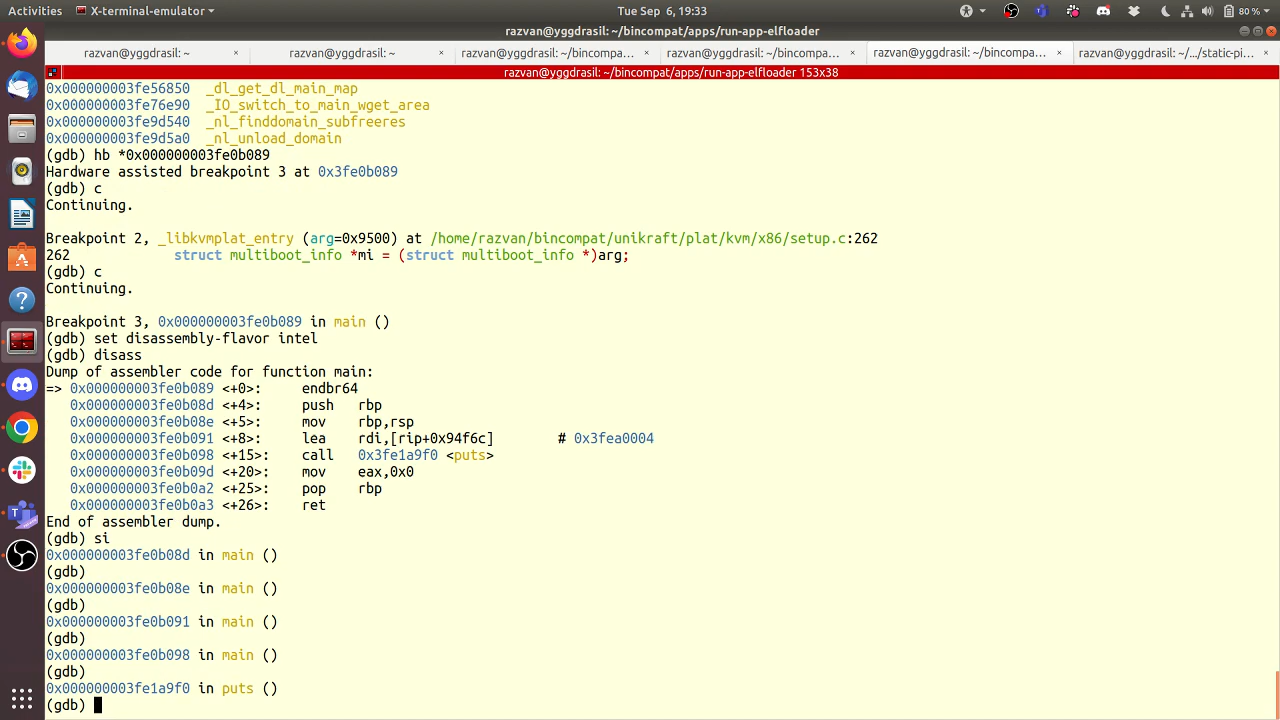 Activities X-terminal-emulator Tue Sep 6, 19:33 80 %
razvan@yggdrasil: ~/bincompat/apps/run-app-elfloader
razvan@yggdrasil: ~ × razvan@yggdrasil: ~ × razvan@yggdrasil: ~/bincompa... × razvan@yggdrasil: ~/bincompa... × razvan@yggdrasil: ~/bincompa... × razvan@yggdrasil: ~/.../static-pi... ×
razvan@yggdrasil: ~/bincompat/apps/run-app-elfloader 153x38
0x000000003fe56850  _dl_get_dl_main_map
0x000000003fe76e90  _IO_switch_to_main_wget_area
0x000000003fe9d540  _nl_finddomain_subfreeres
0x000000003fe9d5a0  _nl_unload_domain
(gdb) hb *0x000000003fe0b089
Hardware assisted breakpoint 3 at 0x3fe0b089
(gdb) c
Continuing.
Breakpoint 2, _libkvmplat_entry (arg=0x9500) at /home/razvan/bincompat/unikraft/plat/kvm/x86/setup.c:262
262             struct multiboot_info *mi = (struct multiboot_info *)arg;
(gdb) c
Continuing.
Breakpoint 3, 0x000000003fe0b089 in main ()
(gdb) set disassembly-flavor intel
(gdb) disass
Dump of assembler code for function main:
=> 0x000000003fe0b089 <+0>:     endbr64
   0x000000003fe0b08d <+4>:     push   rbp
   0x000000003fe0b08e <+5>:     mov    rbp,rsp
   0x000000003fe0b091 <+8>:     lea    rdi,[rip+0x94f6c]        # 0x3fea0004
   0x000000003fe0b098 <+15>:    call   0x3fe1a9f0 <puts>
   0x000000003fe0b09d <+20>:    mov    eax,0x0
   0x000000003fe0b0a2 <+25>:    pop    rbp
   0x000000003fe0b0a3 <+26>:    ret
End of assembler dump.
(gdb) si
0x000000003fe0b08d in main ()
(gdb)
0x000000003fe0b08e in main ()
(gdb)
0x000000003fe0b091 in main ()
(gdb)
0x000000003fe0b098 in main ()
(gdb)
0x000000003fe1a9f0 in puts ()
(gdb)